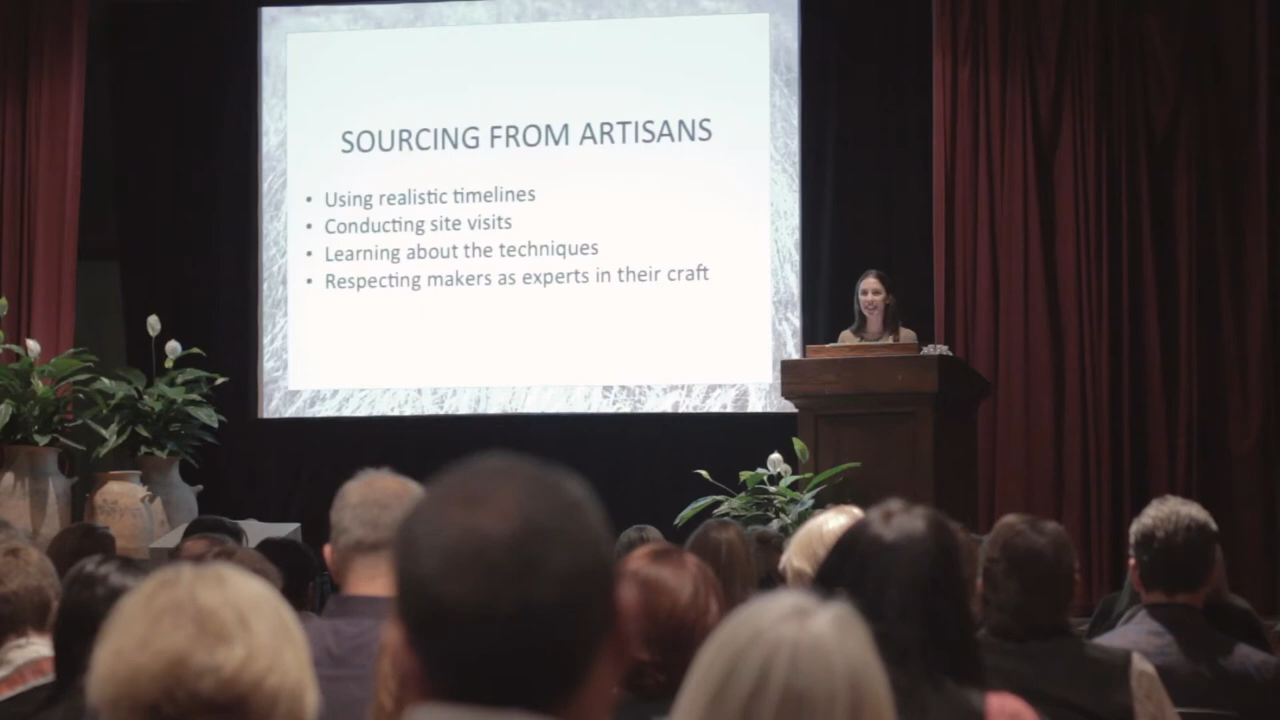 SOURCING FROM ARTISANS
• Using realistic timelines
• Conducting site visits
• Learning about the techniques
• Respecting makers as experts in their craft